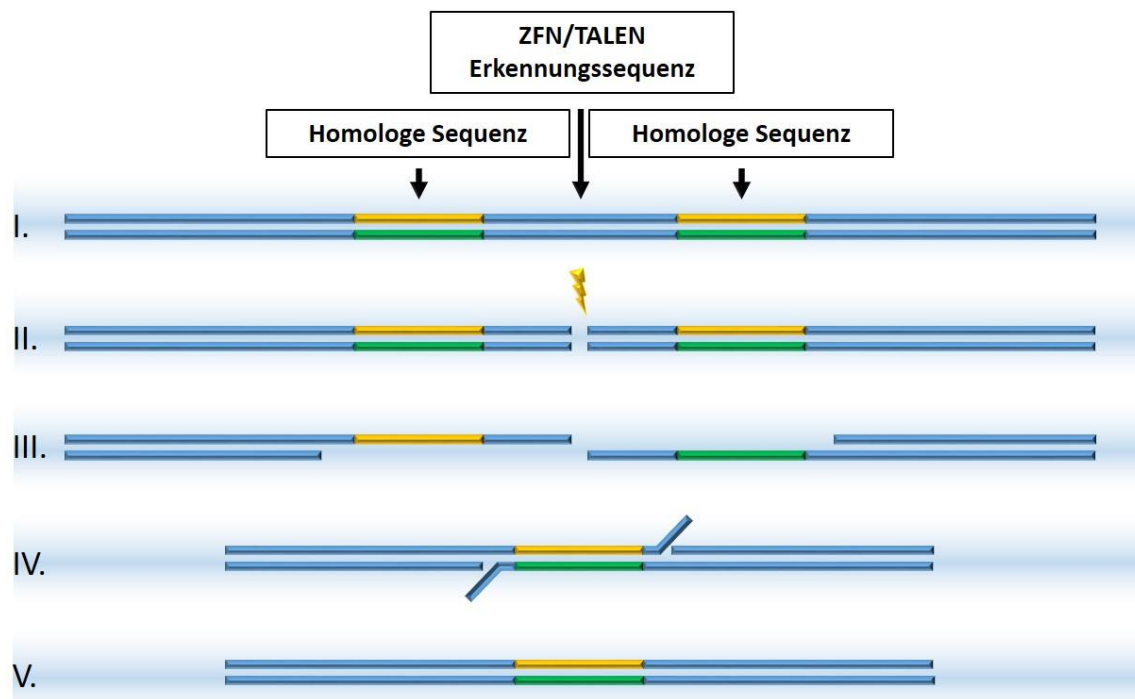 ZFN/TALEN
Erkennungssequenz
Homologe Sequenz
Homologe Sequenz
I.
II.
III.
IV.
V.